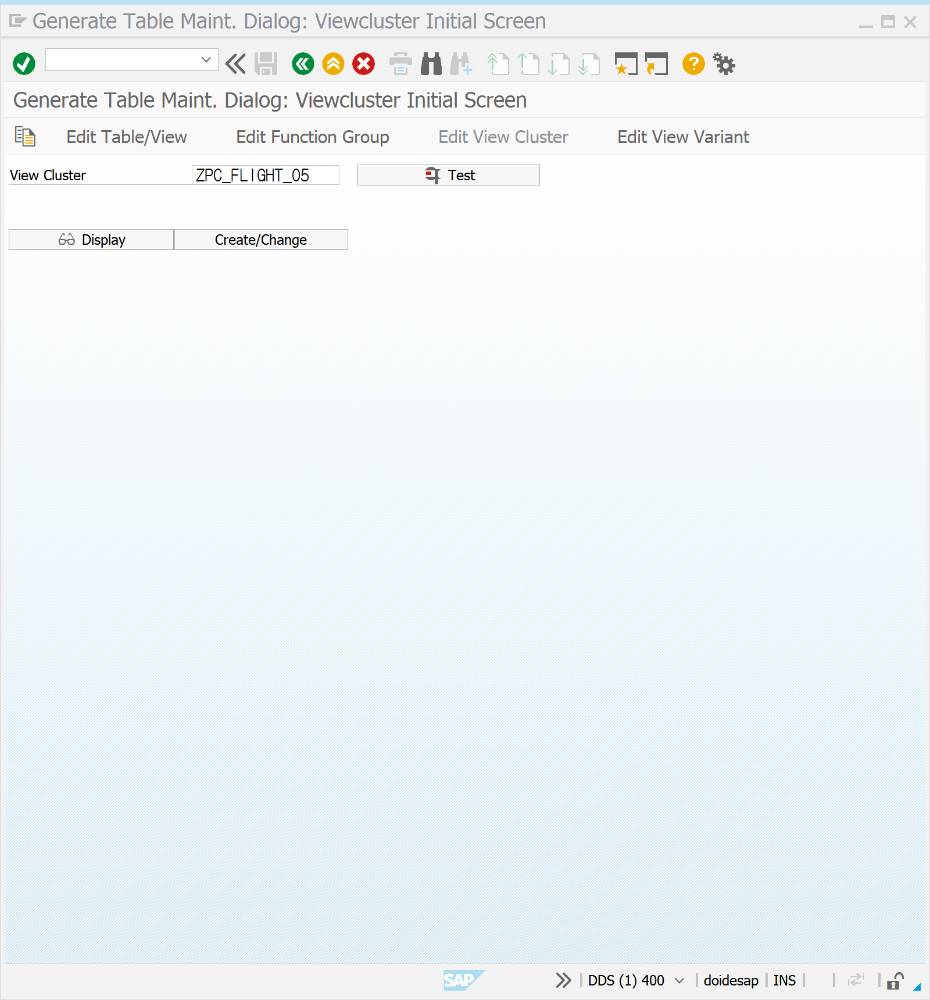 Generate Table Maint. Dialog: Viewcluster Initial Screen
Generate Table Maint. Dialog: Viewcluster Initial Screen
Edit Table/View Edit Function Group Edit View Cluster Edit View Variant
View Cluster ZPC_FLIGHT_05 Test
Display Create/Change
SAP DDS (1) 400 doidesap INS